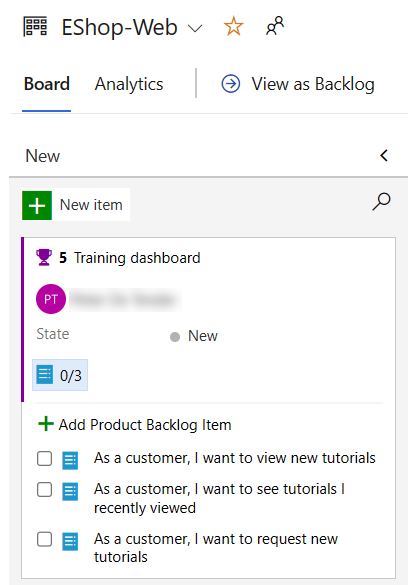 EShop-Web
Board Analytics View as Backlog
New
New item
5 Training dashboard
PT
State New
0/3
Add Product Backlog Item
As a customer, I want to view new tutorials
As a customer, I want to see tutorials I
recently viewed
As a customer, I want to request new
tutorials